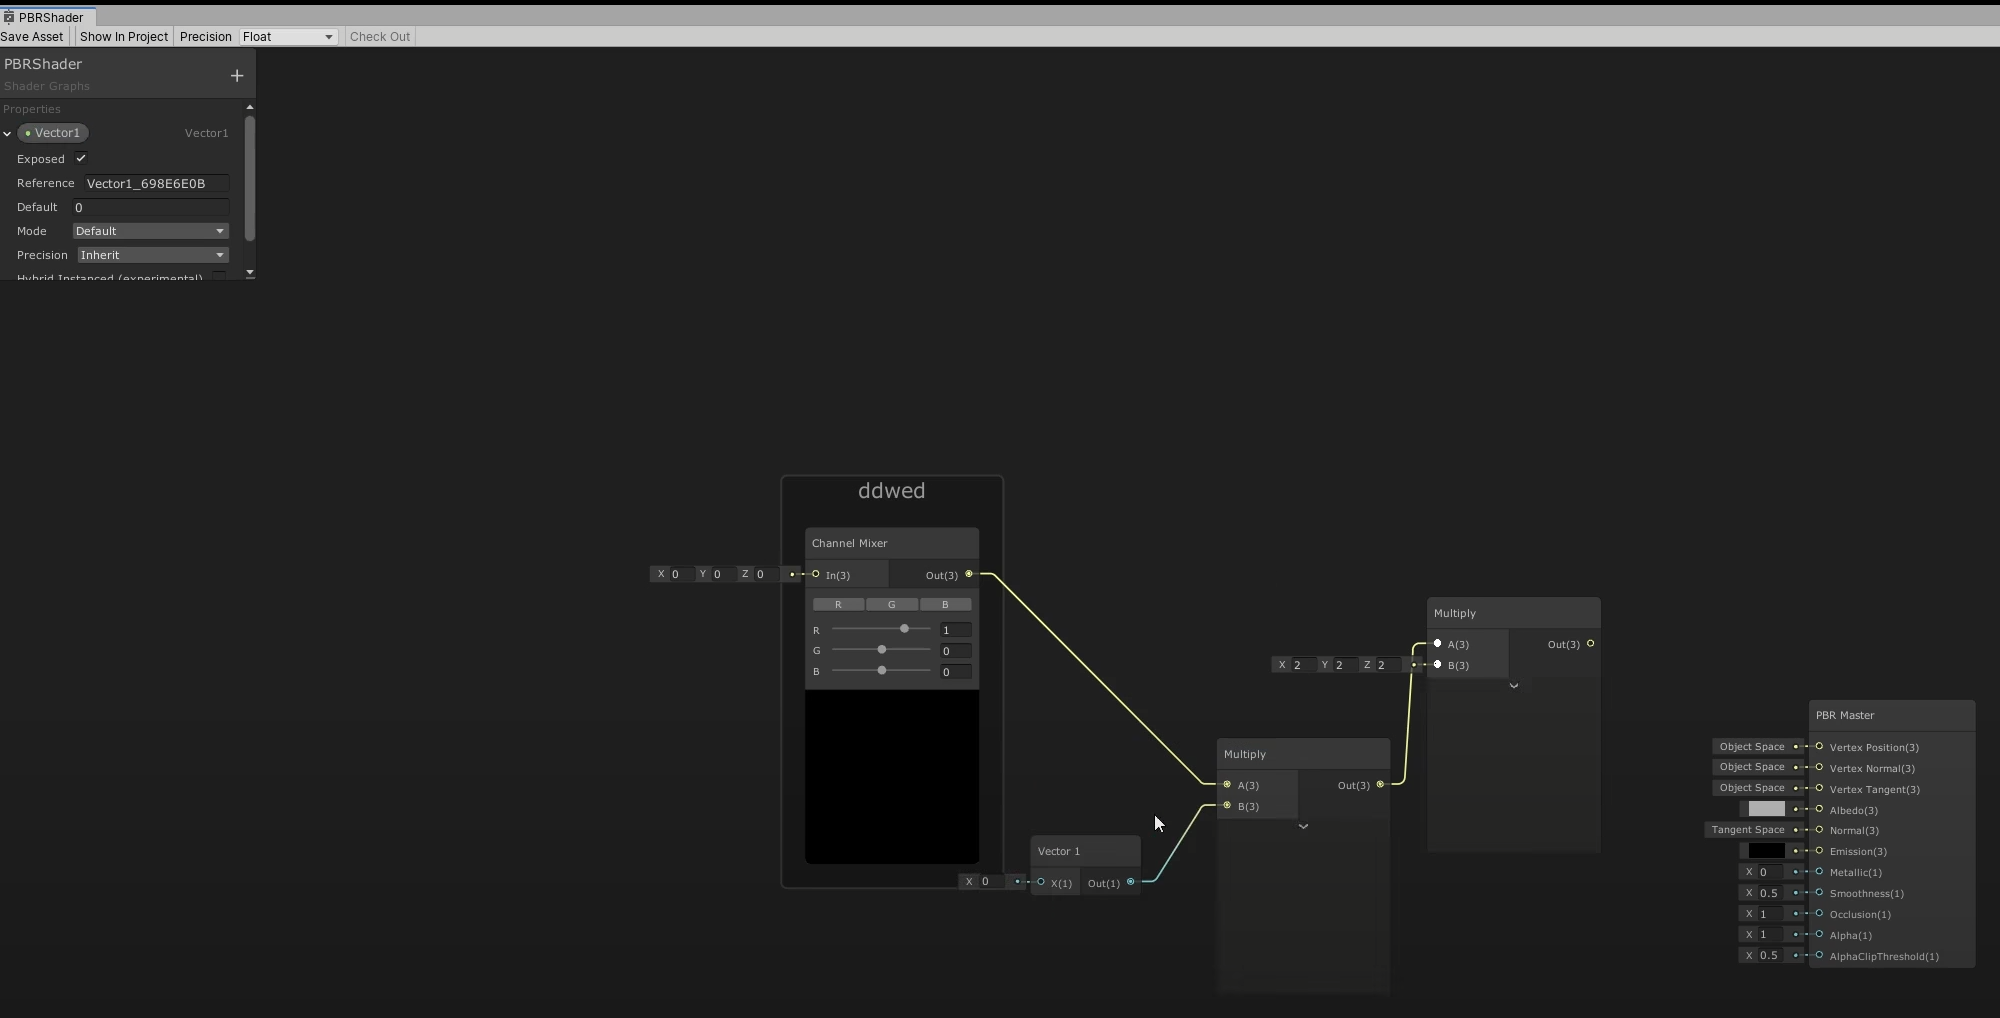 PBRShader
Save Asset Show In Project Precision Float Check Out
PBRShader
+
Shader Graphs
Properties
Vector1 Vector1
Exposed
Reference Vector1_698E6E0B
Default 0
Mode Default
Precision Inherit
Hybrid Instanced (experimental)
ddwed
Channel Mixer
X 0 Y 0 Z 0 In(3) Out(3)
R G B
R 1
G 0
B 0
Vector 1
X 0 X(1) Out(1)
Multiply
A(3) Out(3)
B(3)
Multiply
A(3) Out(3)
X 2 Y 2 Z 2 B(3)
PBR Master
Object Space Vertex Position(3)
Object Space Vertex Normal(3)
Object Space Vertex Tangent(3)
Albedo(3)
Tangent Space Normal(3)
Emission(3)
X 0 Metallic(1)
X 0.5 Smoothness(1)
X 1 Occlusion(1)
X 1 Alpha(1)
X 0.5 AlphaClipThreshold(1)